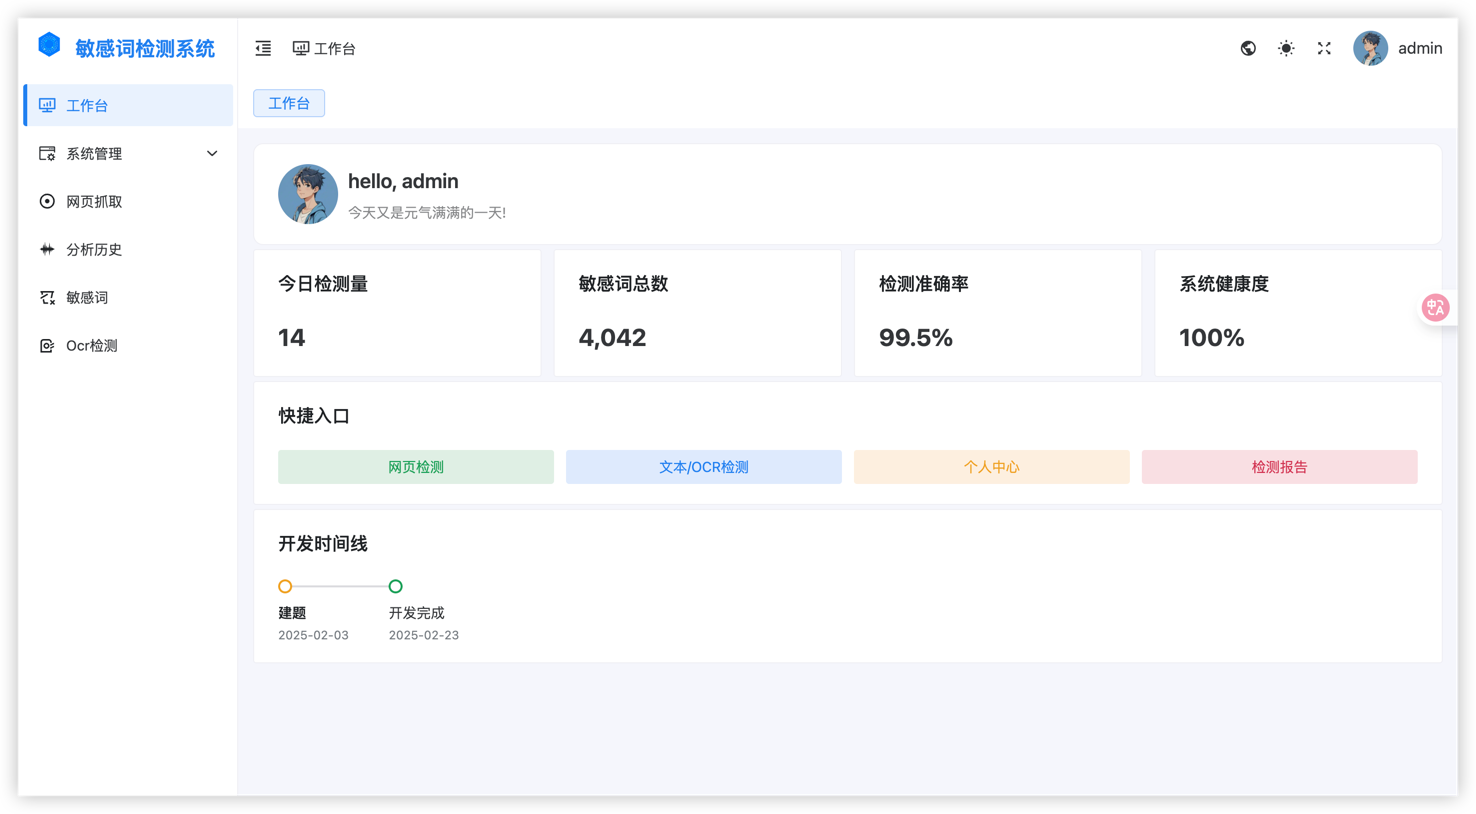 敏感词检测系统
工作台
admin
工作台
系统管理
网页抓取
分析历史
敏感词
Ocr检测
工作台
hello, admin
今天又是元气满满的一天!
今日检测量
14
敏感词总数
4,042
检测准确率
99.5%
系统健康度
100%
快捷入口
网页检测
文本/OCR检测
个人中心
检测报告
开发时间线
建题
2025-02-03
开发完成
2025-02-23
中A